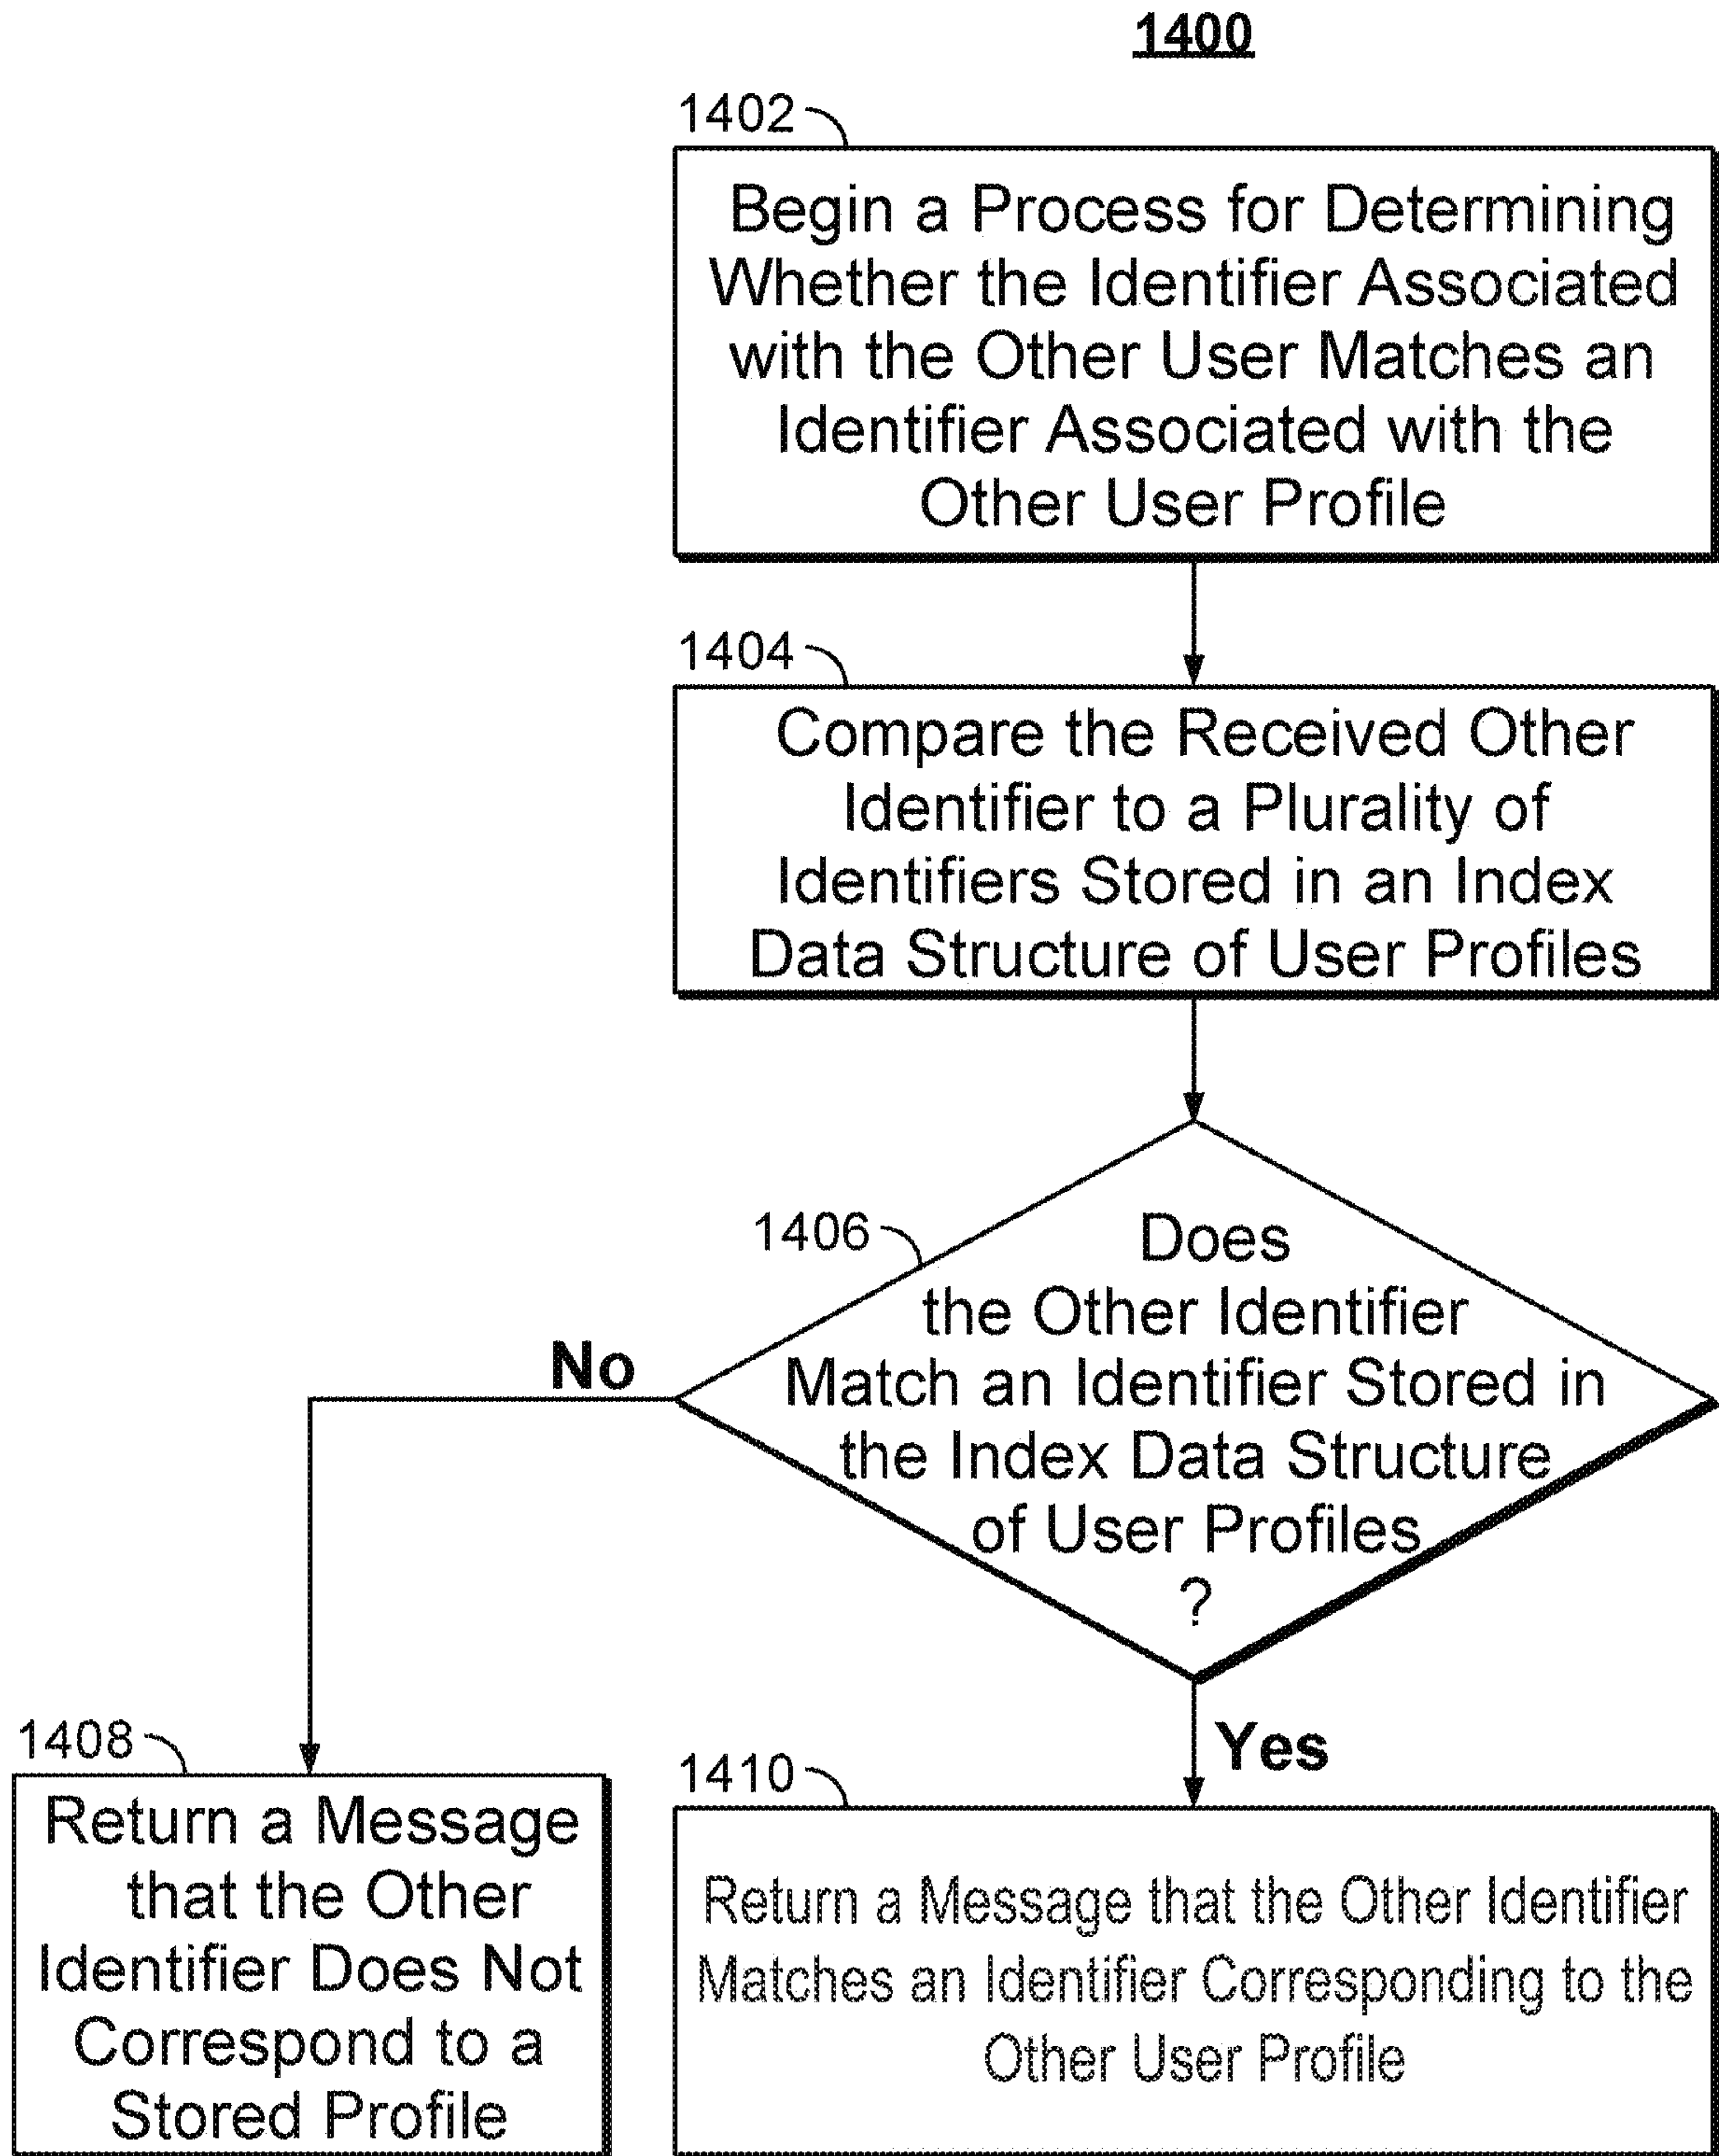 1400
1402
Begin a Process for Determining
Whether the Identifier Associated
with the Other User Matches an
Identifier Associated with the
Other User Profile
1404
Compare the Received Other
Identifier to a Plurality of
Identifiers Stored in an Index
Data Structure of User Profiles
1406
Does
the Other Identifier
Match an Identifier Stored in
the Index Data Structure
of User Profiles
?
No
Yes
1408
Return a Message
that the Other
Identifier Does Not
Correspond to a
Stored Profile
1410
Return a Message that the Other Identifier
Matches an Identifier Corresponding to the
Other User Profile